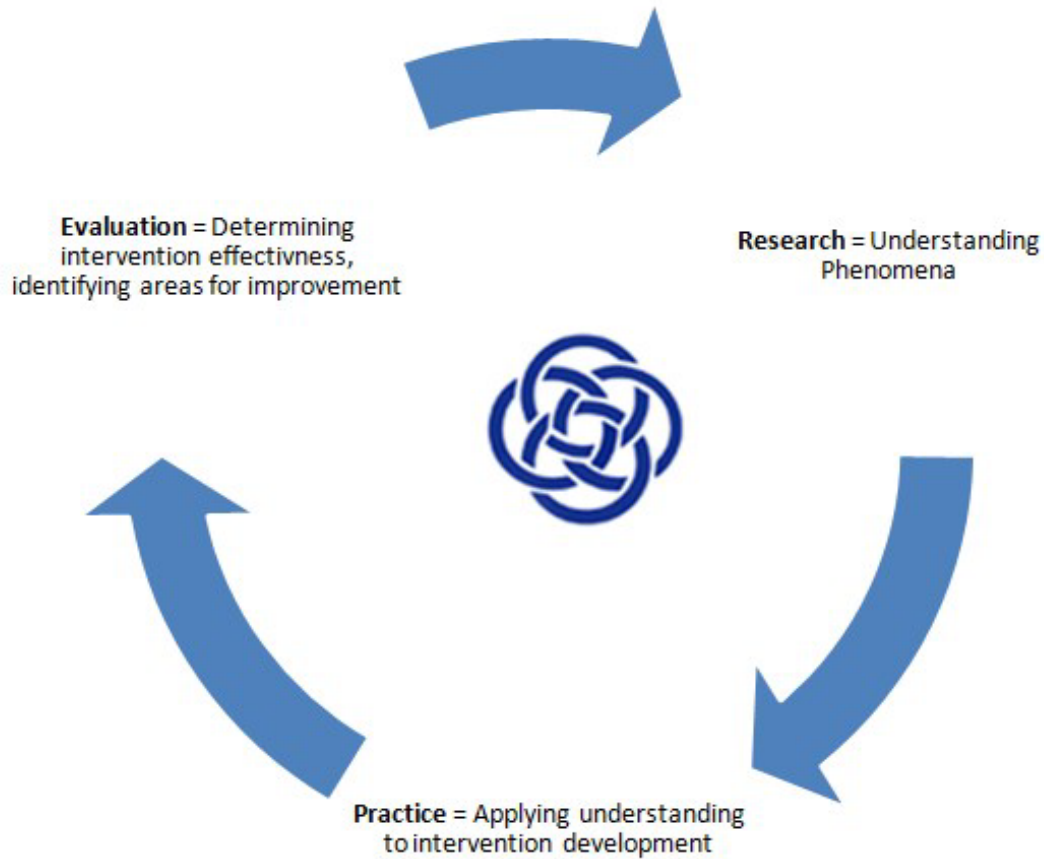 Evaluation = Determining
intervention effectivness,
identifying areas for improvement
Research = Understanding
Phenomena
Practice = Applying understanding
to intervention development